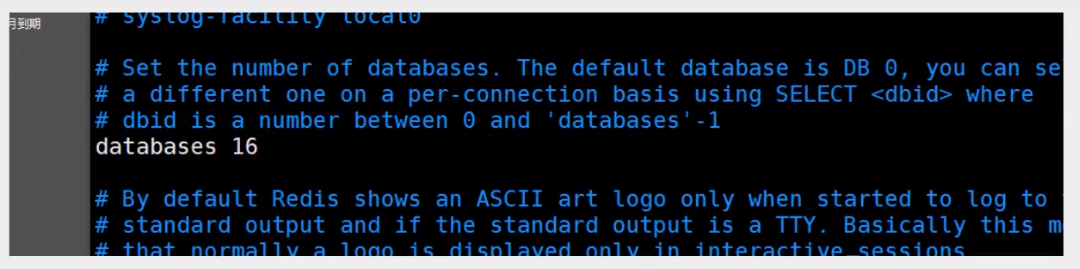 # syslog-facility local0
月到期
# Set the number of databases. The default database is DB 0, you can se
# a different one on a per-connection basis using SELECT <dbid> where
# dbid is a number between 0 and 'databases'-1
databases 16
# By default Redis shows an ASCII art logo only when started to log to
# standard output and if the standard output is a TTY. Basically this m
# that normally a logo is displayed only in interactive sessions